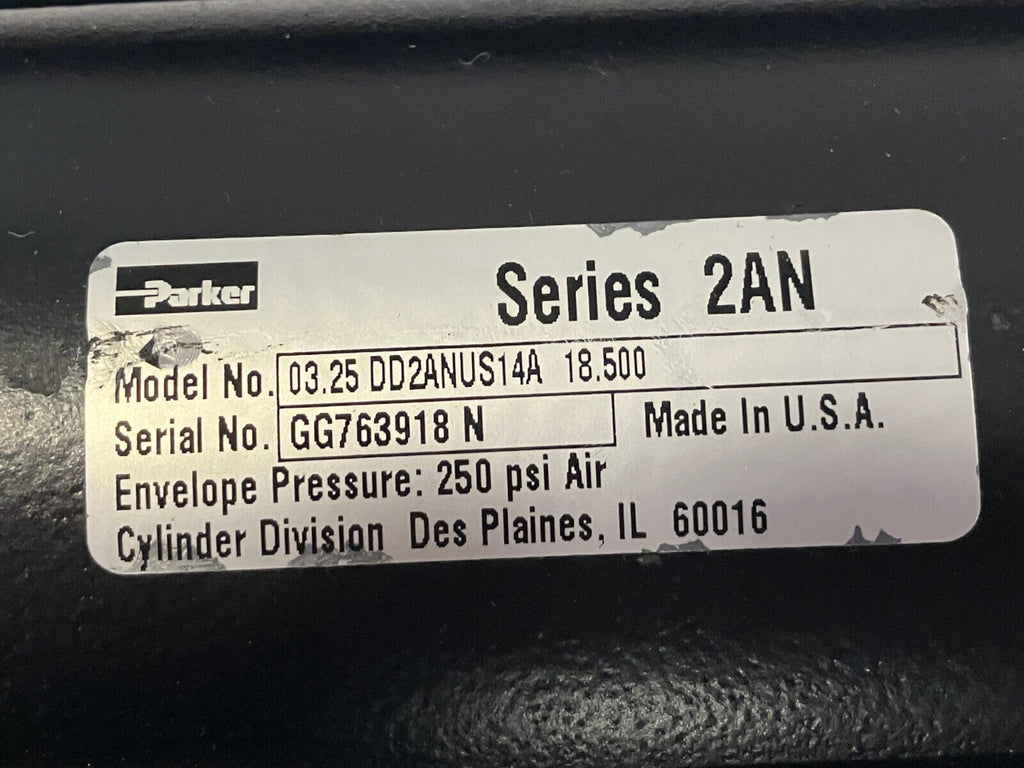 Parker
Series 2AN
Model No. 03.25 DD2ANUS14A 18.500
Serial No. GG763918 N Made In U.S.A.
Envelope Pressure: 250 psi Air
Cylinder Division Des Plaines, IL 60016